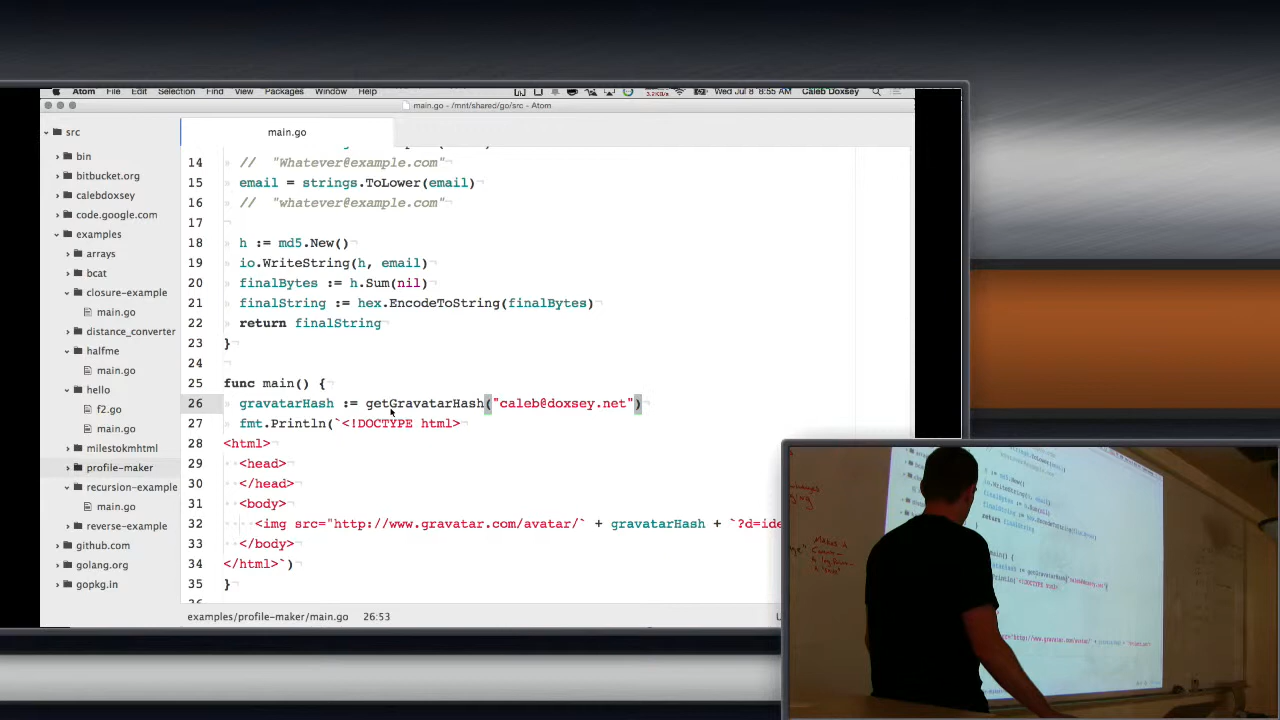 Atom File Edit Selection Find View Packages Window Help
Wed Jul 8 8:55 AM Caleb Doxsey
main.go - /mnt/shared/go/src - Atom
src
bin
bitbucket.org
calebdoxsey
code.google.com
examples
arrays
bcat
closure-example
main.go
distance_converter
halfme
main.go
hello
f2.go
main.go
milestokmhtml
profile-maker
recursion-example
main.go
reverse-example
github.com
golang.org
gopkg.in
main.go
14 // "Whatever@example.com"
15 email = strings.ToLower(email)
16 // "whatever@example.com"
17
18 h := md5.New()
19 io.WriteString(h, email)
20 finalBytes := h.Sum(nil)
21 finalString := hex.EncodeToString(finalBytes)
22 return finalString
23 }
24
25 func main() {
26 gravatarHash := getGravatarHash("caleb@doxsey.net")
27 fmt.Println(`<!DOCTYPE html>
28 <html>
29 <head>
30 </head>
31 <body>
32 <img src="http://www.gravatar.com/avatar/` + gravatarHash + `?d=ide
33 </body>
34 </html>`)
35 }
examples/profile-maker/main.go 26:53